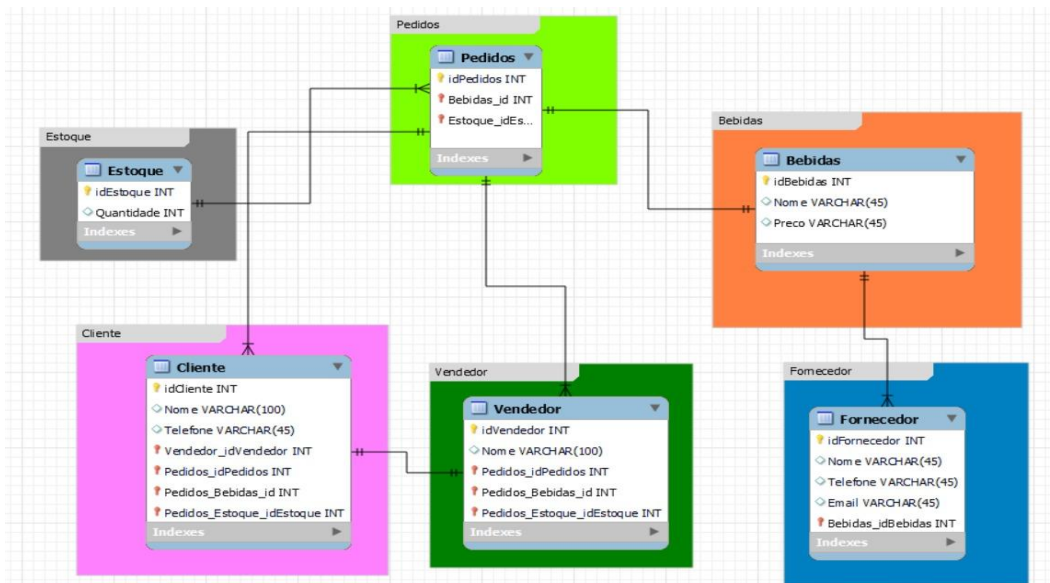 Pedidos
Pedidos
idPedidos INT
Bebidas_id INT
Estoque_idEs...
Indexes
Estoque
Estoque
idEstoque INT
Quantidade INT
Indexes
Bebidas
Bebidas
idBebidas INT
Nome VARCHAR(45)
Preco VARCHAR(45)
Indexes
Cliente
Cliente
idCliente INT
Nome VARCHAR(100)
Telefone VARCHAR(45)
Vendedor_idVendedor INT
Pedidos_idPedidos INT
Pedidos_Bebidas_id INT
Pedidos_Estoque_idEstoque INT
Indexes
Vendedor
Vendedor
idVendedor INT
Nome VARCHAR(100)
Pedidos_idPedidos INT
Pedidos_Bebidas_id INT
Pedidos_Estoque_idEstoque INT
Indexes
Fornecedor
Fornecedor
idFornecedor INT
Nome VARCHAR(45)
Telefone VARCHAR(45)
Email VARCHAR(45)
Bebidas_idBebidas INT
Indexes